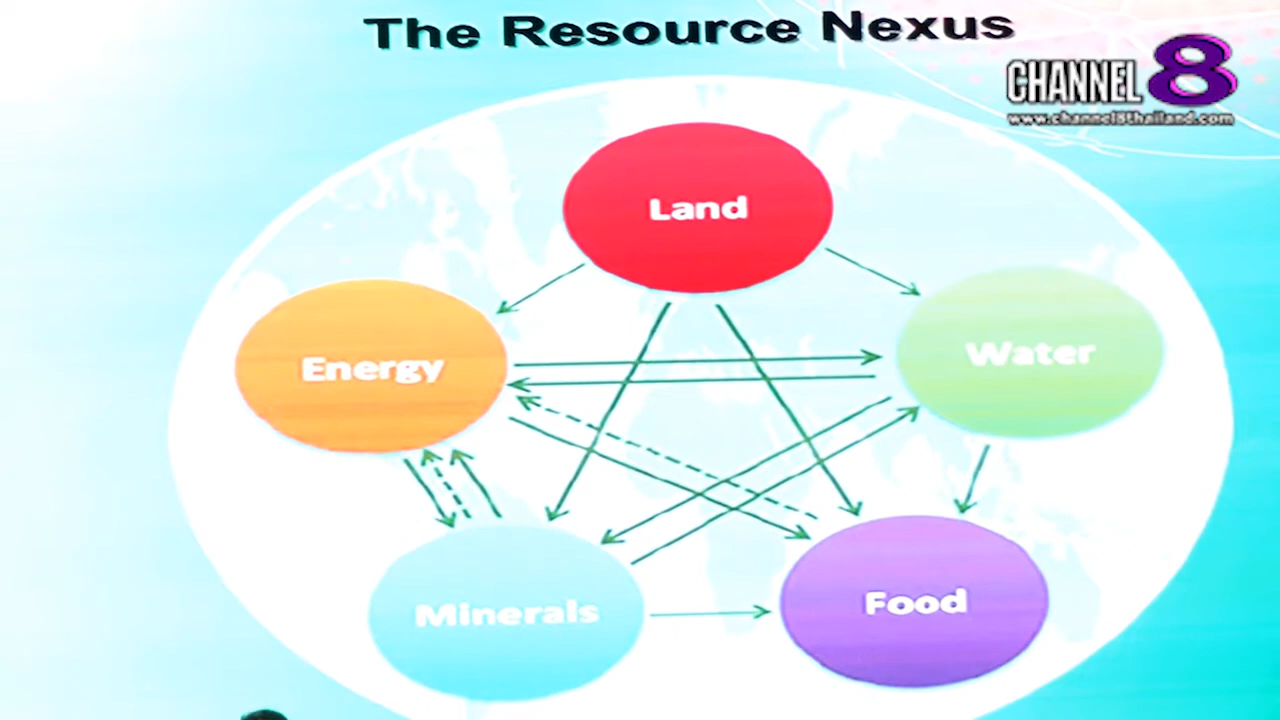 The Resource Nexus
CHANNEL 8
www.channel8thailand.com
Land
Energy
Water
Minerals
Food